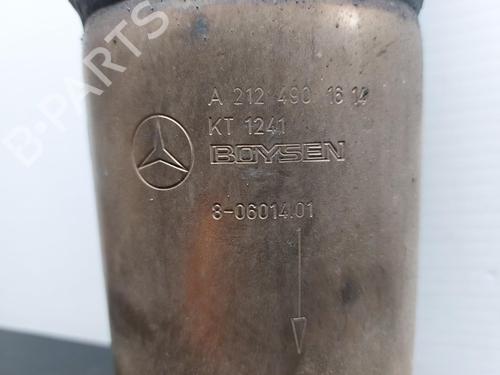 A 212 490 16 14
KT 1241
BOYSEN
8-06014.01
B-PARTS